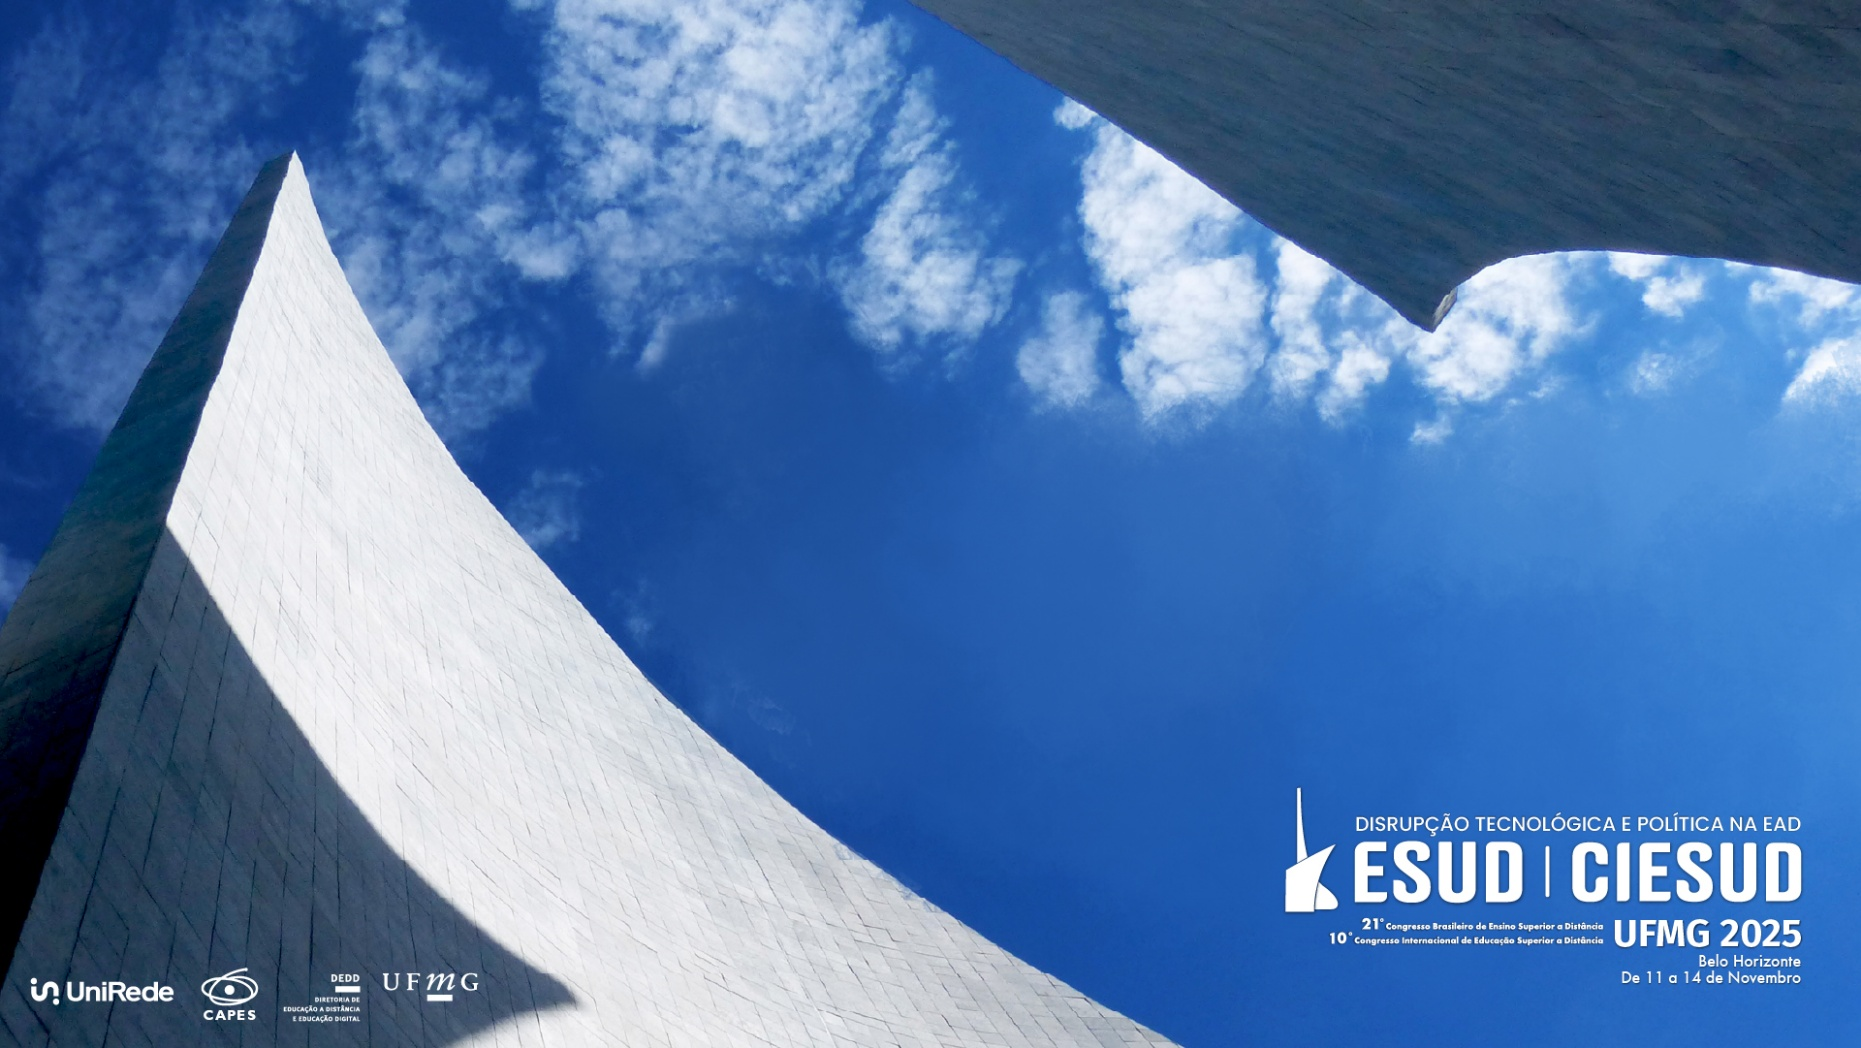 DISRUPÇÃO TECNOLÓGICA E POLÍTICA NA EAD
ESUD | CIESUD
21° Congresso Brasileiro de Ensino Superior a Distância
10° Congresso Internacional de Educação Superior a Distância
UFMG 2025
Belo Horizonte
De 11 a 14 de Novembro
UniRede
CAPES
DEDD
DIRETORIA DE
EDUCAÇÃO A DISTÂNCIA
E EDUCAÇÃO DIGITAL
UFmG